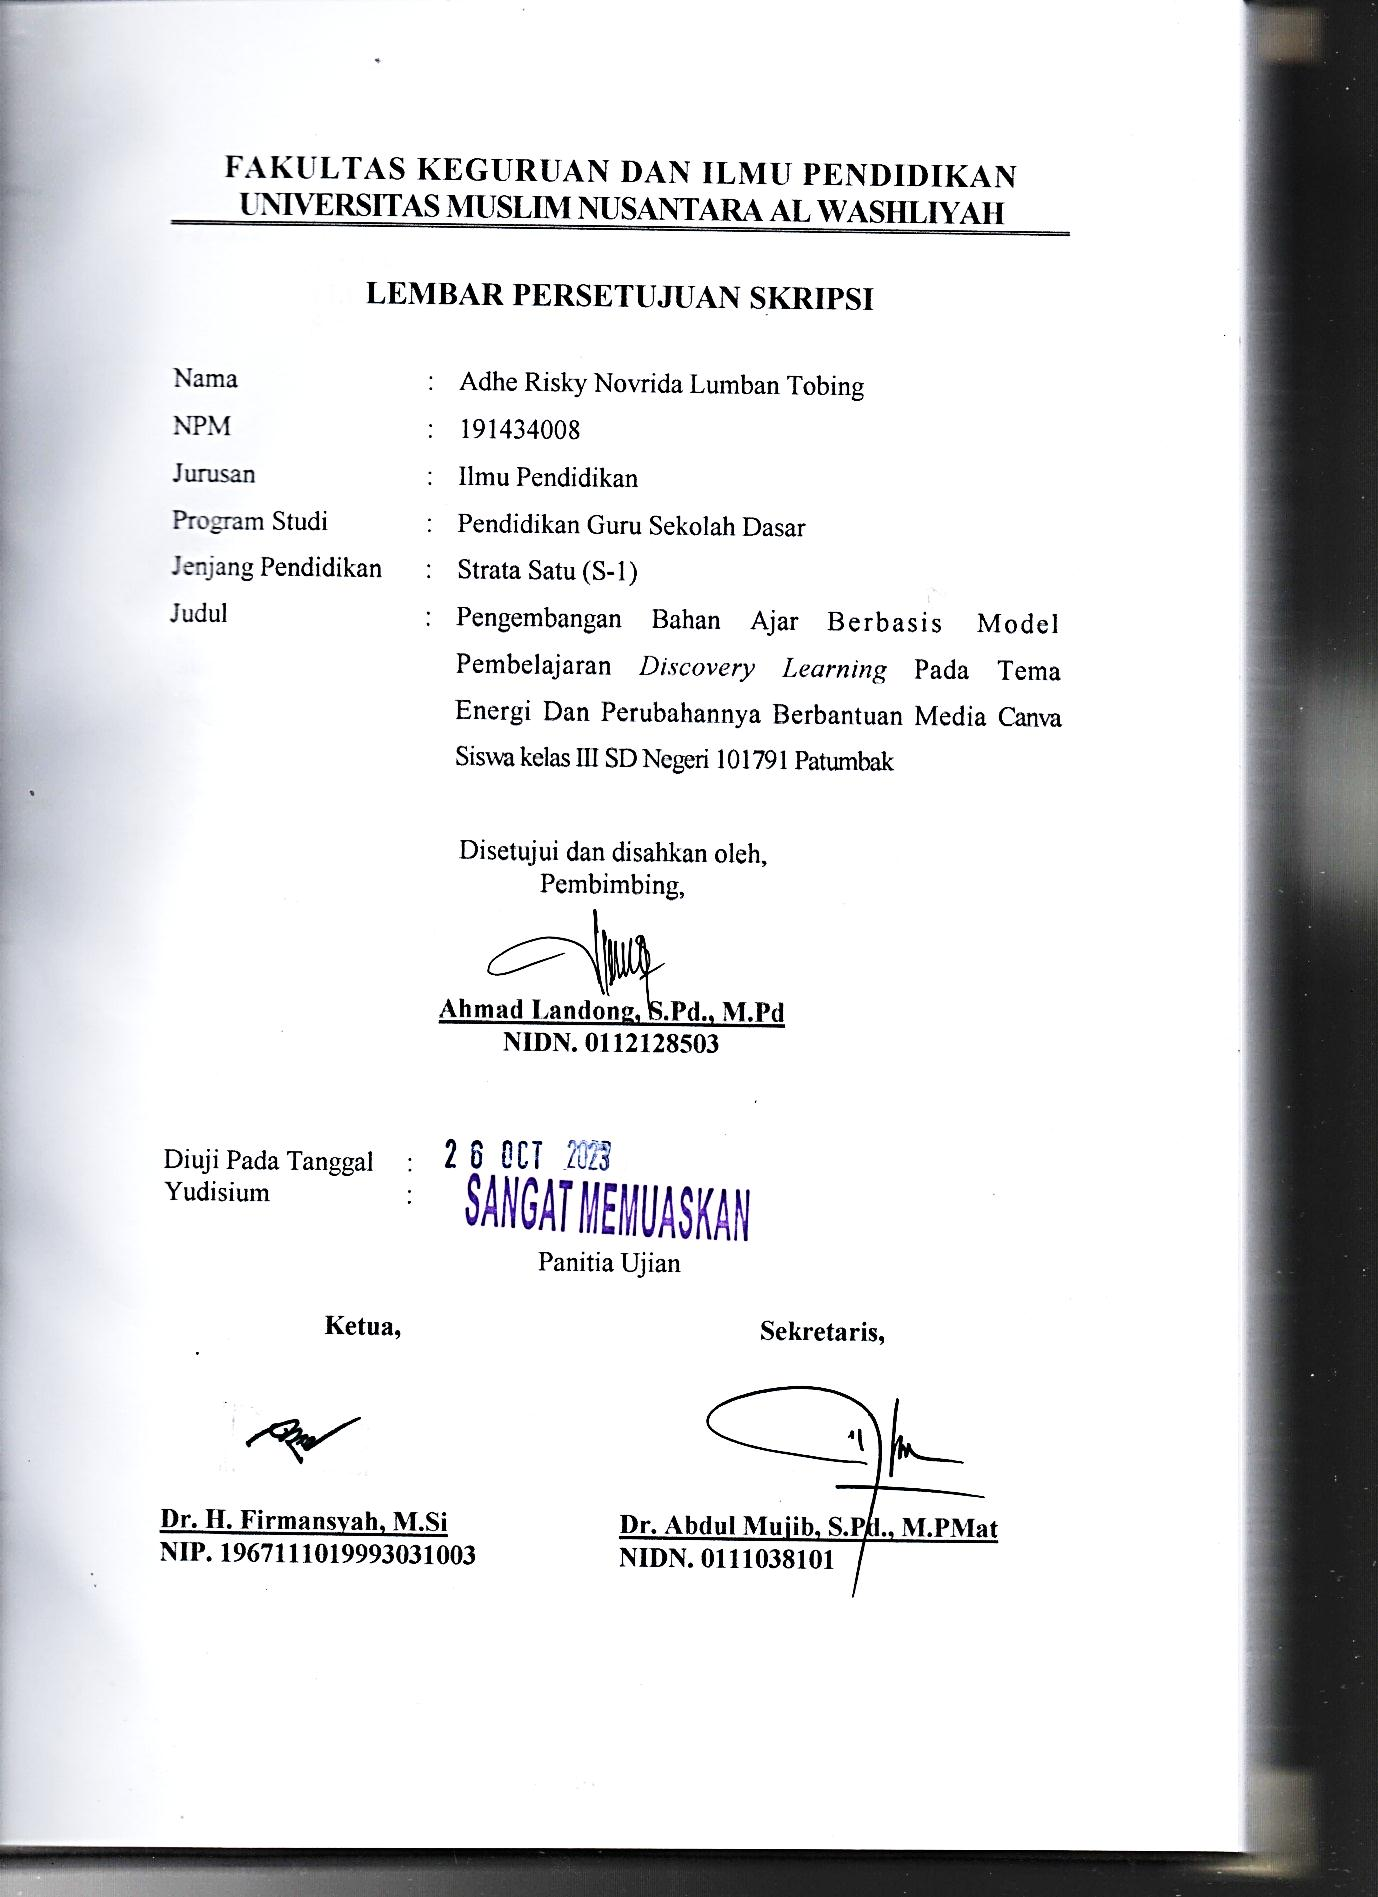 FAKULTAS KEGURUAN DAN ILMU PENDIDIKAN
UNIVERSITAS MUSLIM NUSANTARA AL WASHLIYAH
LEMBAR PERSETUJUAN SKRIPSI
Nama : Adhe Risky Novrida Lumban Tobing
NPM : 191434008
Jurusan : Ilmu Pendidikan
Program Studi : Pendidikan Guru Sekolah Dasar
Jenjang Pendidikan : Strata Satu (S-1)
Judul : Pengembangan Bahan Ajar Berbasis Model
Pembelajaran Discovery Learning Pada Tema
Energi Dan Perubahannya Berbantuan Media Canva
Siswa kelas III SD Negeri 101791 Patumbak
Disetujui dan disahkan oleh,
Pembimbing,
Ahmad Landong, S.Pd., M.Pd
NIDN. 0112128503
Diuji Pada Tanggal : 26 OCT 2023
Yudisium : SANGAT MEMUASKAN
Panitia Ujian
Ketua, Sekretaris,
Dr. H. Firmansyah, M.Si Dr. Abdul Mujib, S.Pd., M.PMat
NIP. 1967111019993031003 NIDN. 0111038101